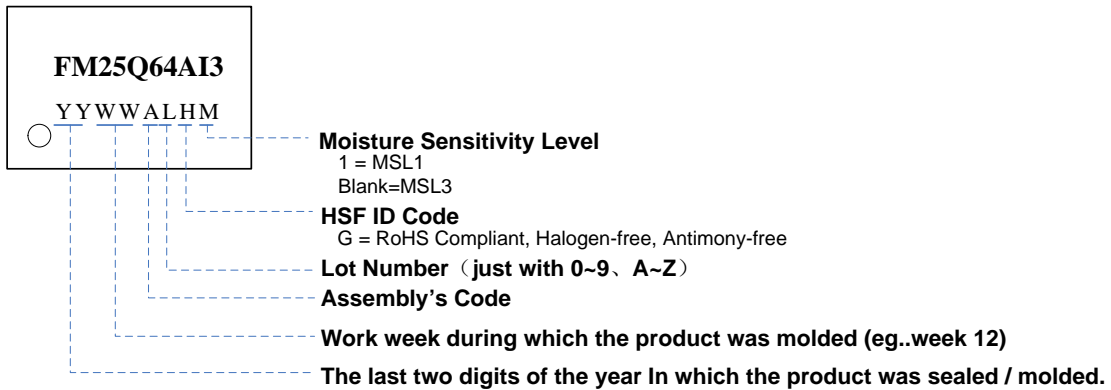 FM25Q64AI3
YYWWALHM
Moisture Sensitivity Level
1 = MSL1
Blank=MSL3
HSF ID Code
G = RoHS Compliant, Halogen-free, Antimony-free
Lot Number（just with 0~9、A~Z）
Assembly's Code
Work week during which the product was molded (eg..week 12)
The last two digits of the year In which the product was sealed / molded.